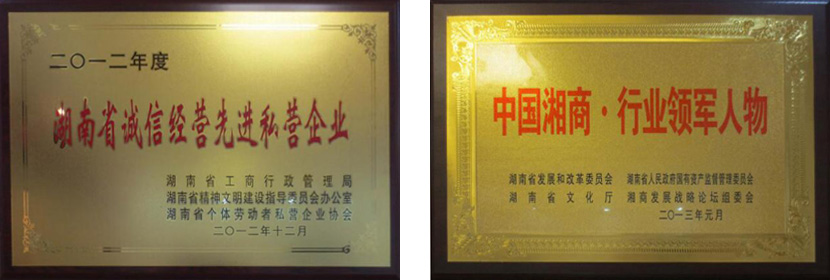 二〇一二年度
湖南省诚信经营先进私营企业
湖南省工商行政管理局
湖南省精神文明建设指导委员会办公室
湖南省个体劳动者私营企业协会
二〇一二年十二月
中国湘商·行业领军人物
湖南省发展和改革委员会 湖南省人民政府国有资产监督管理委员会
湖南省文化厅 湘商发展战略论坛组委会
二〇一三年元月